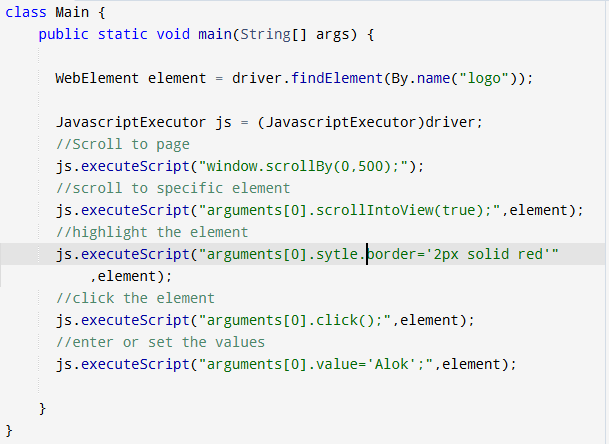 class Main {
public static void main(String[] args) {
WebElement element = driver.findElement(By.name("logo"));
JavascriptExecutor js = (JavascriptExecutor)driver;
//Scroll to page
js.executeScript("window.scrollBy(0,500);");
//scroll to specific element
js.executeScript("arguments[0].scrollIntoView(true);",element);
//highlight the element
js.executeScript("arguments[0].sytle.border='2px solid red'"
,element);
//click the element
js.executeScript("arguments[0].click();",element);
//enter or set the values
js.executeScript("arguments[0].value='Alok';",element);
}
}